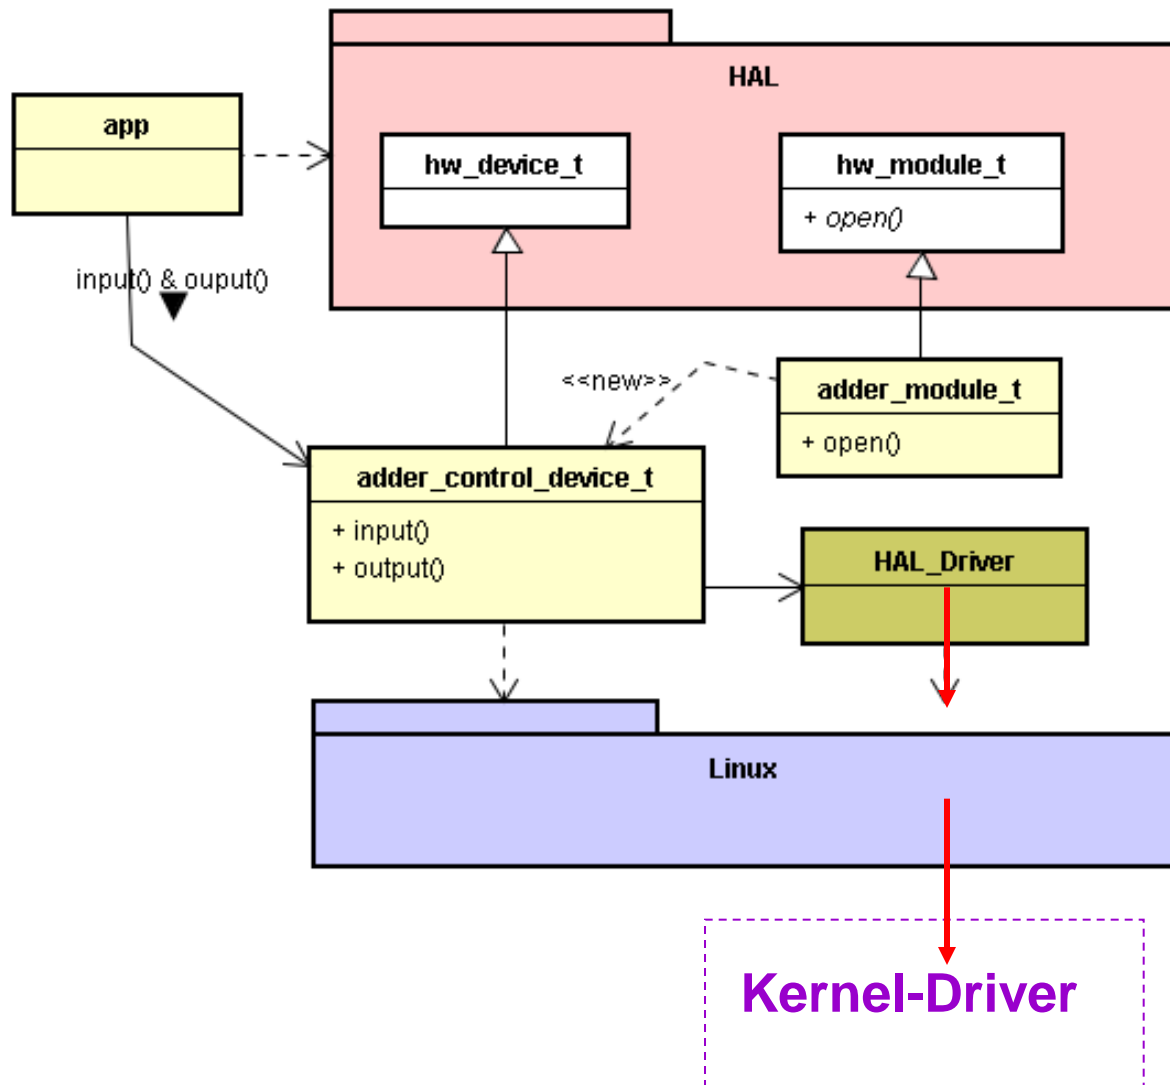 HAL
app
hw_device_t
hw_module_t
+ open()
input() & ouput()
<<new>>
adder_module_t
+ open()
adder_control_device_t
+ input()
+ output()
HAL_Driver
Linux
Kernel-Driver